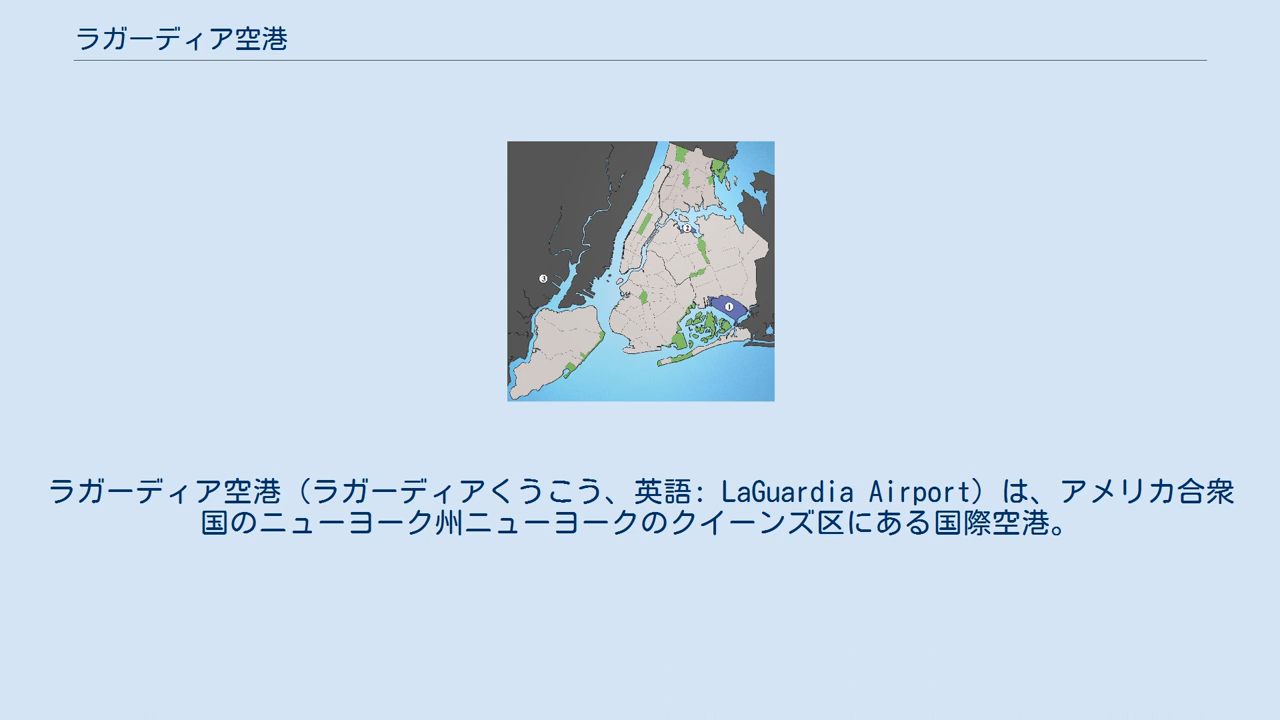 ラガーディア空港
2
3
1
ラガーディア空港（ラガーディアくうこう、英語: LaGuardia Airport）は、アメリカ合衆
国のニューヨーク州ニューヨークのクイーンズ区にある国際空港。